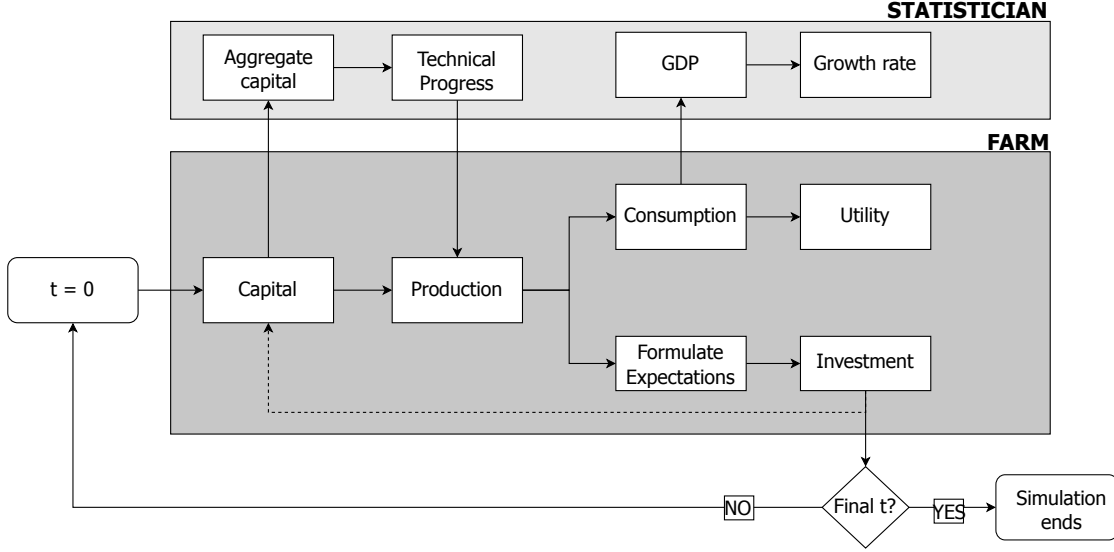 STATISTICIAN
Aggregate
capital
Technical
Progress
GDP
Growth rate
FARM
Consumption
Utility
t = 0
Capital
Production
Formulate
Expectations
Investment
Final t?
NO
YES
Simulation
ends